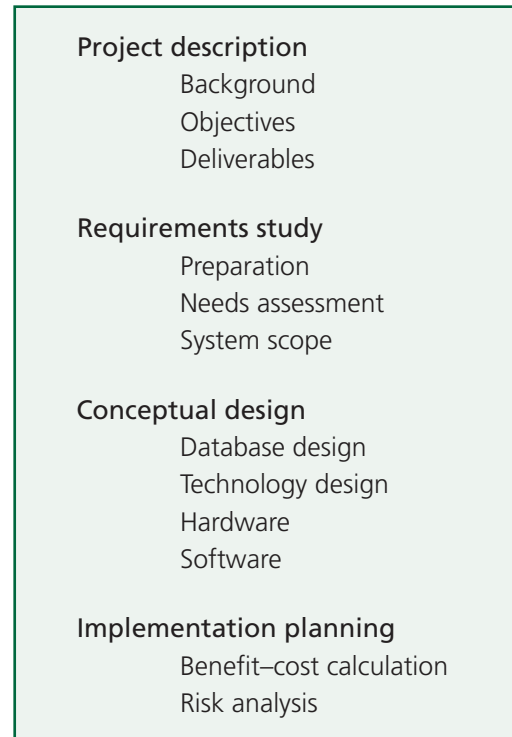 Project description
Background
Objectives
Deliverables
Requirements study
Preparation
Needs assessment
System scope
Conceptual design
Database design
Technology design
Hardware
Software
Implementation planning
Benefit–cost calculation
Risk analysis